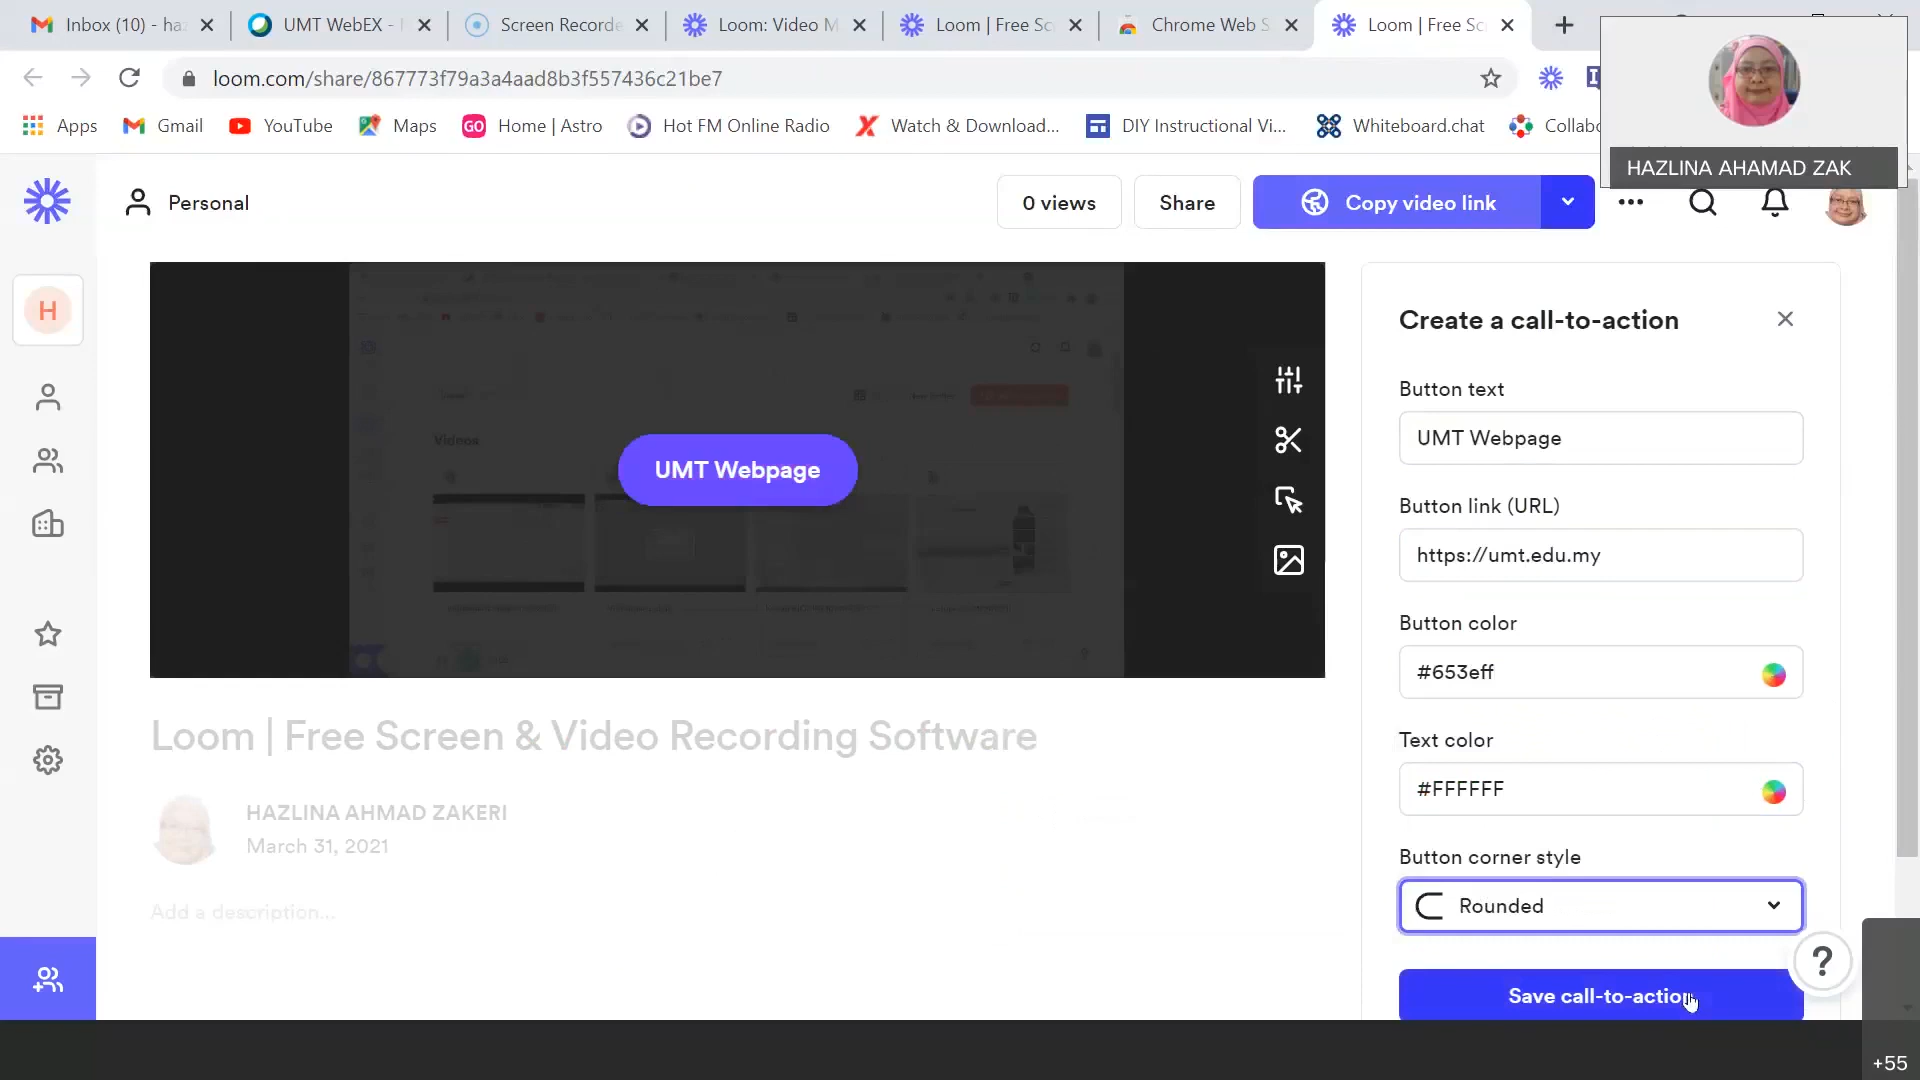 Inbox (10) - haz
UMT WebEX -
Screen Recorde
Loom: Video M
Loom | Free Sc
Chrome Web S
Loom | Free Sc
loom.com/share/867773f79a3a4aad8b3f557436c21be7
Apps
Gmail
YouTube
Maps
GO
Home | Astro
Hot FM Online Radio
Watch & Download...
DIY Instructional Vi...
Whiteboard.chat
Collabo
HAZLINA AHAMAD ZAK
Personal
0 views
Share
Copy video link
H
Videos
UMT Webpage
Create a call-to-action
Button text
UMT Webpage
Button link (URL)
https://umt.edu.my
Button color
#653eff
Text color
#FFFFFF
Button corner style
Rounded
Save call-to-action
?
Loom | Free Screen & Video Recording Software
HAZLINA AHMAD ZAKERI
March 31, 2021
Add a description...
+55